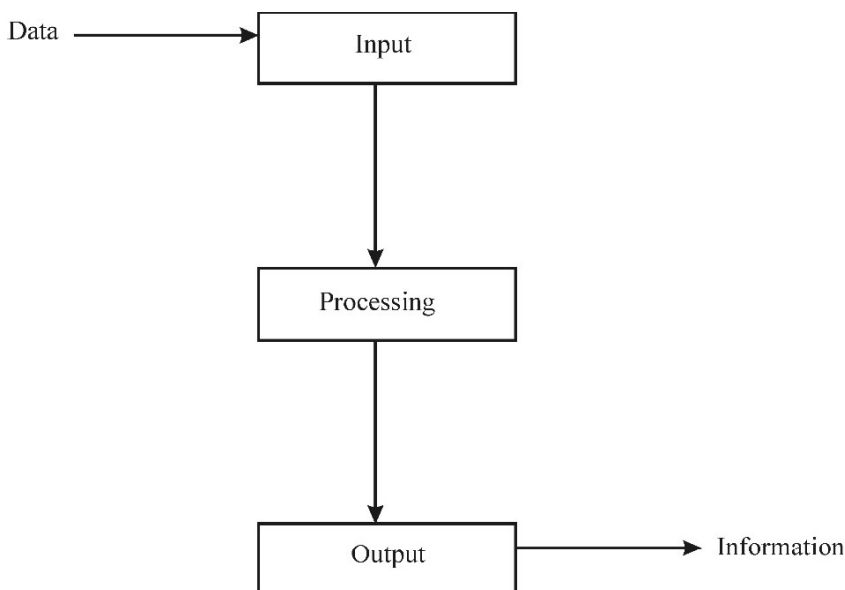 Data
Input
Processing
Output
Information